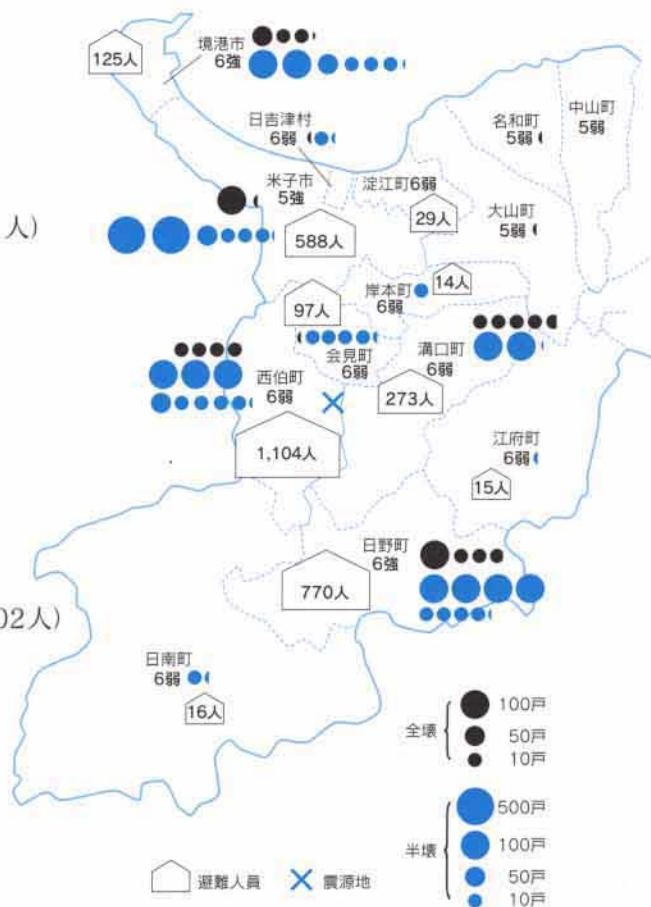 125人
境港市
6強
日吉津村
6弱
名和町
5弱
中山町
5弱
米子市
5強
淀江町6弱
人)
588人
29人
大山町
5弱
14人
97人
岸本町
6弱
会見町
6弱
溝口町
6弱
西伯町
6弱
273人
1,104人
江府町
6弱
15人
日野町
6強
770人
02人)
日南町
6弱
16人
全壊
100戸
50戸
10戸
半壊
500戸
100戸
50戸
10戸
避難人員
震源地